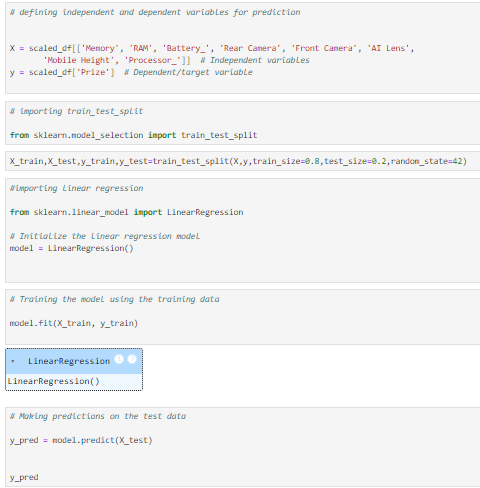 # defining independent and dependent variables for prediction
X = scaled_df[['Memory', 'RAM', 'Battery_', 'Rear Camera', 'Front Camera', 'AI Lens',
'Mobile Height', 'Processor_']] # Independent variables
y = scaled_df['Prize'] # Dependent/target variable
# importing train_test_split
from sklearn.model_selection import train_test_split
X_train,X_test,y_train,y_test=train_test_split(X,y,train_size=0.8,test_size=0.2,random_state=42)
#importing Linear regression
from sklearn.linear_model import LinearRegression
# Initialize the Linear regression model
model = LinearRegression()
# Training the model using the training data
model.fit(X_train, y_train)
LinearRegression
LinearRegression()
# Making predictions on the test data
y_pred = model.predict(X_test)
y_pred